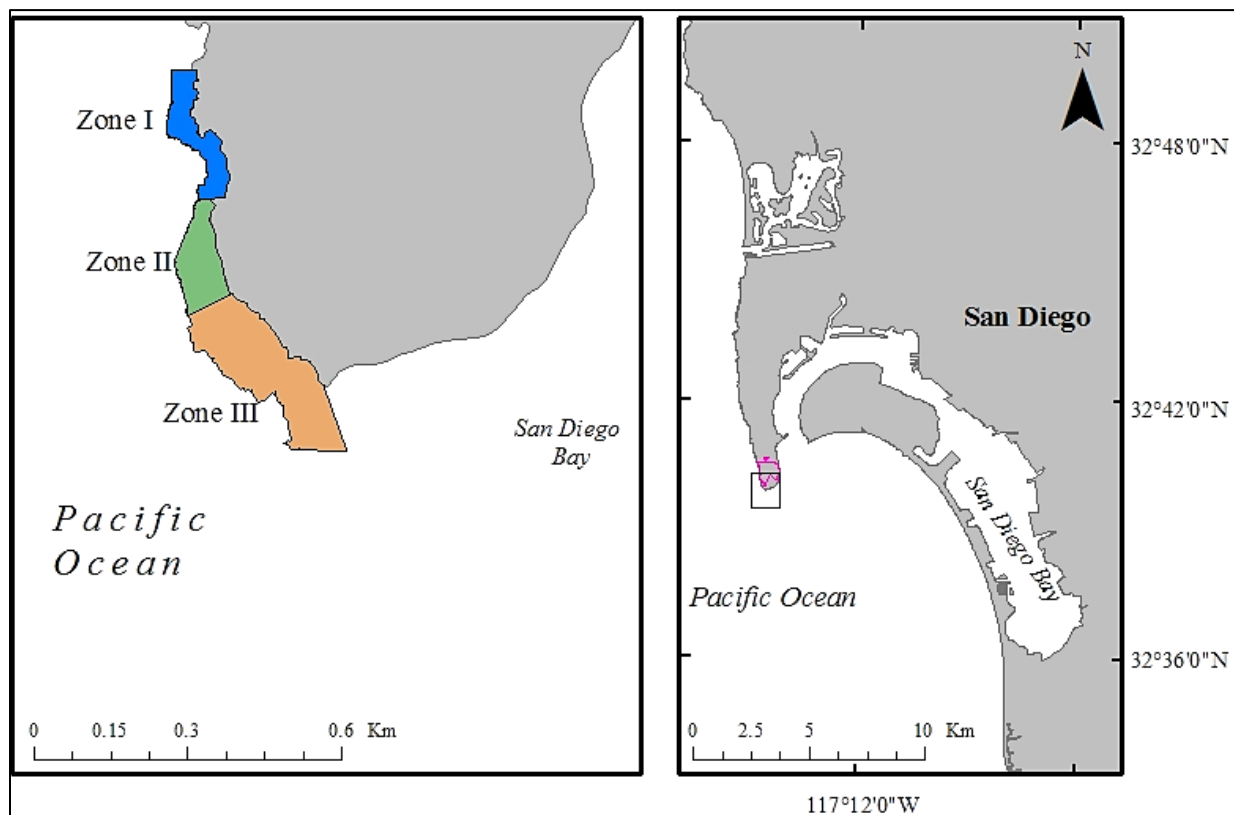 Zone I
Zone II
Zone III
San Diego
Bay
Pacific
Ocean
0 0.15 0.3 0.6 Km
N
32°48'0"N
San Diego
32°42'0"N
San Diego Bay
Pacific Ocean
32°36'0"N
0 2.5 5 10 Km
117°12'0"W